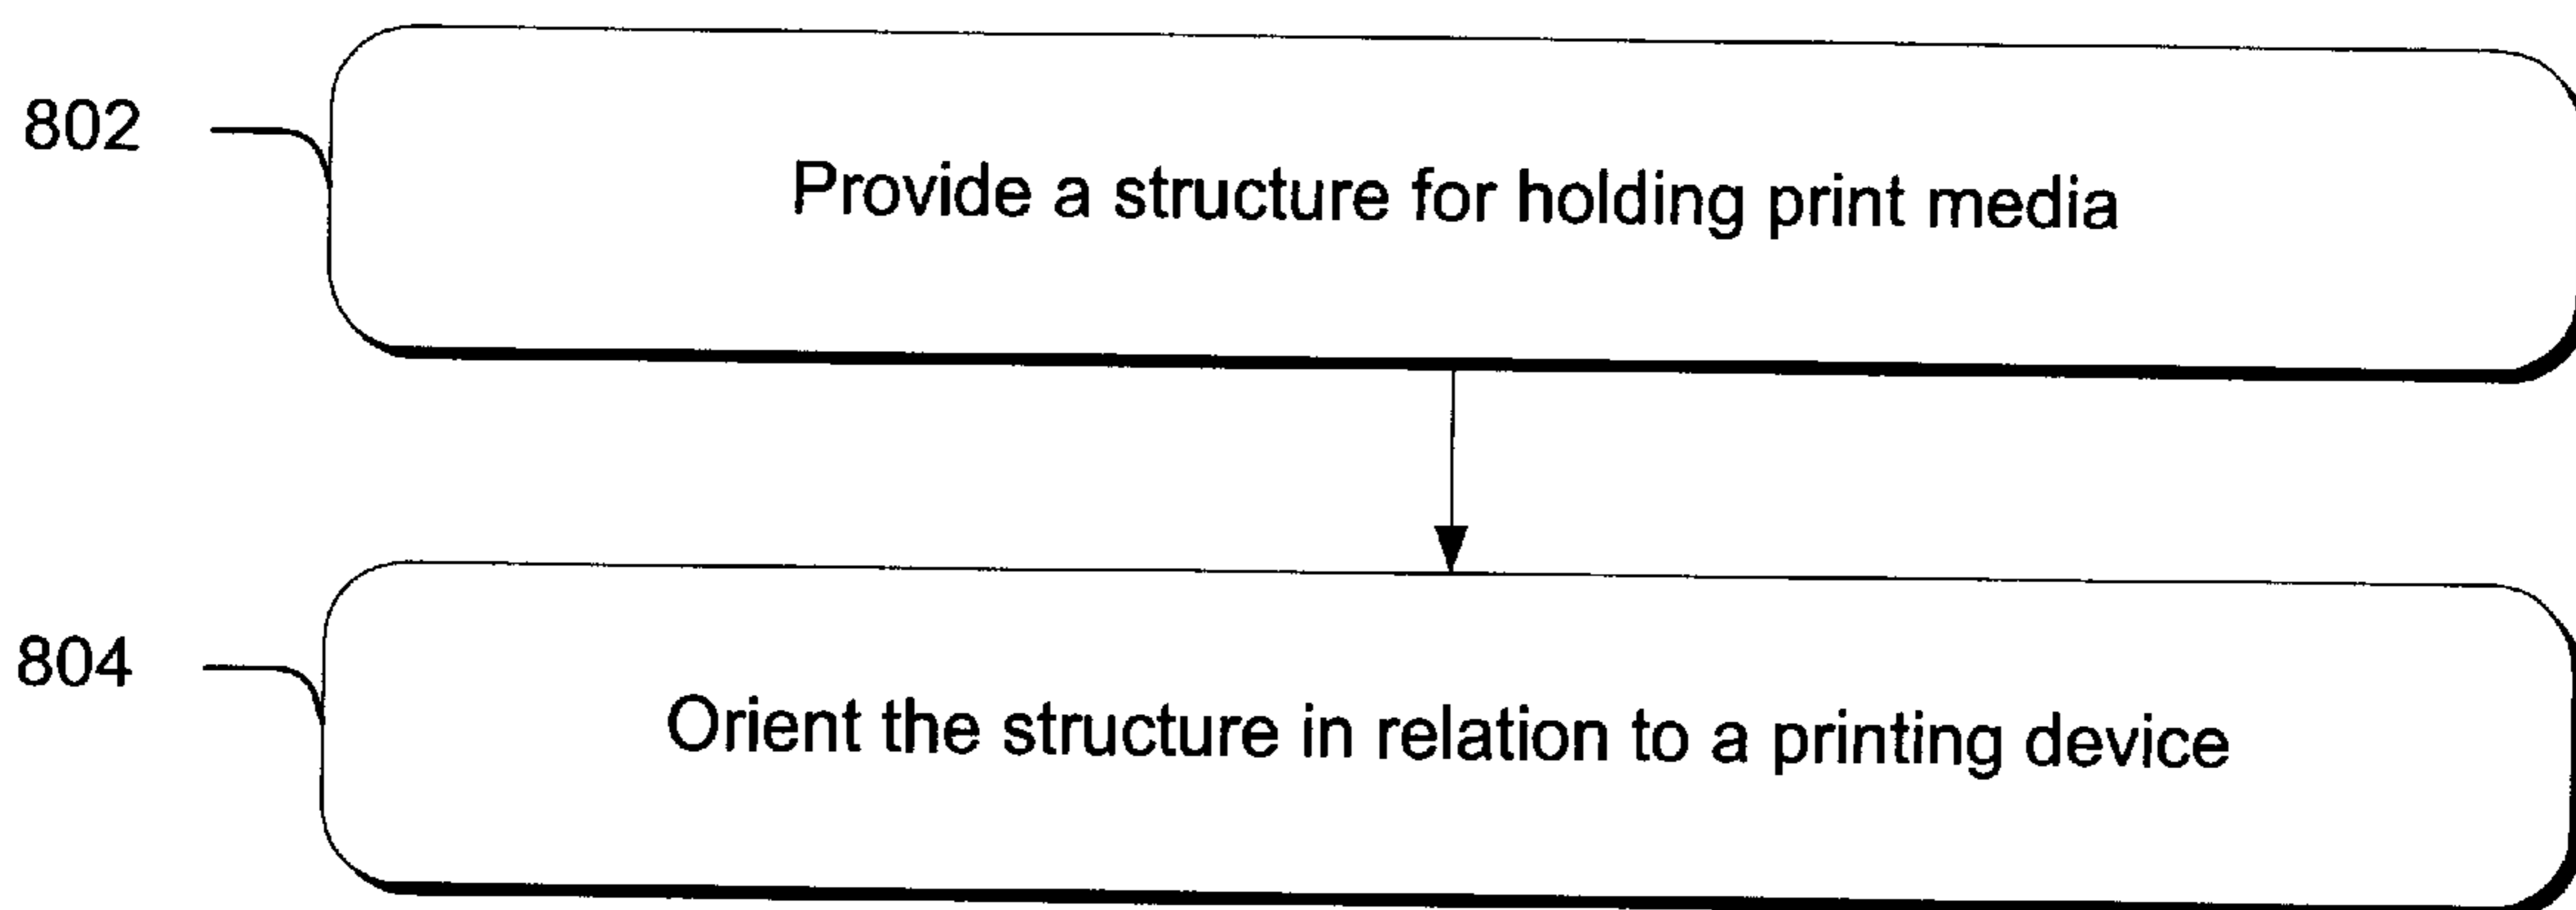 802
Provide a structure for holding print media
804
Orient the structure in relation to a printing device